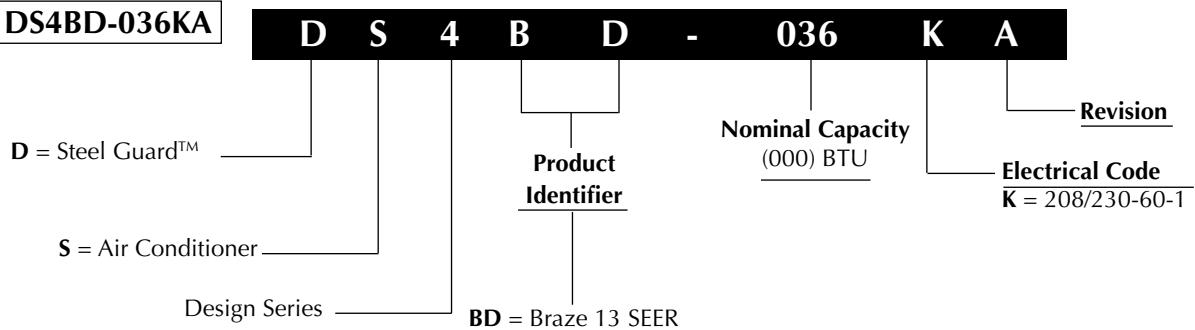 DS4BD-036KA
D S 4 B D - 036 K A
Revision
Nominal Capacity
(000) BTU
D = Steel Guard™
Product
Identifier
Electrical Code
K = 208/230-60-1
S = Air Conditioner
Design Series
BD = Braze 13 SEER